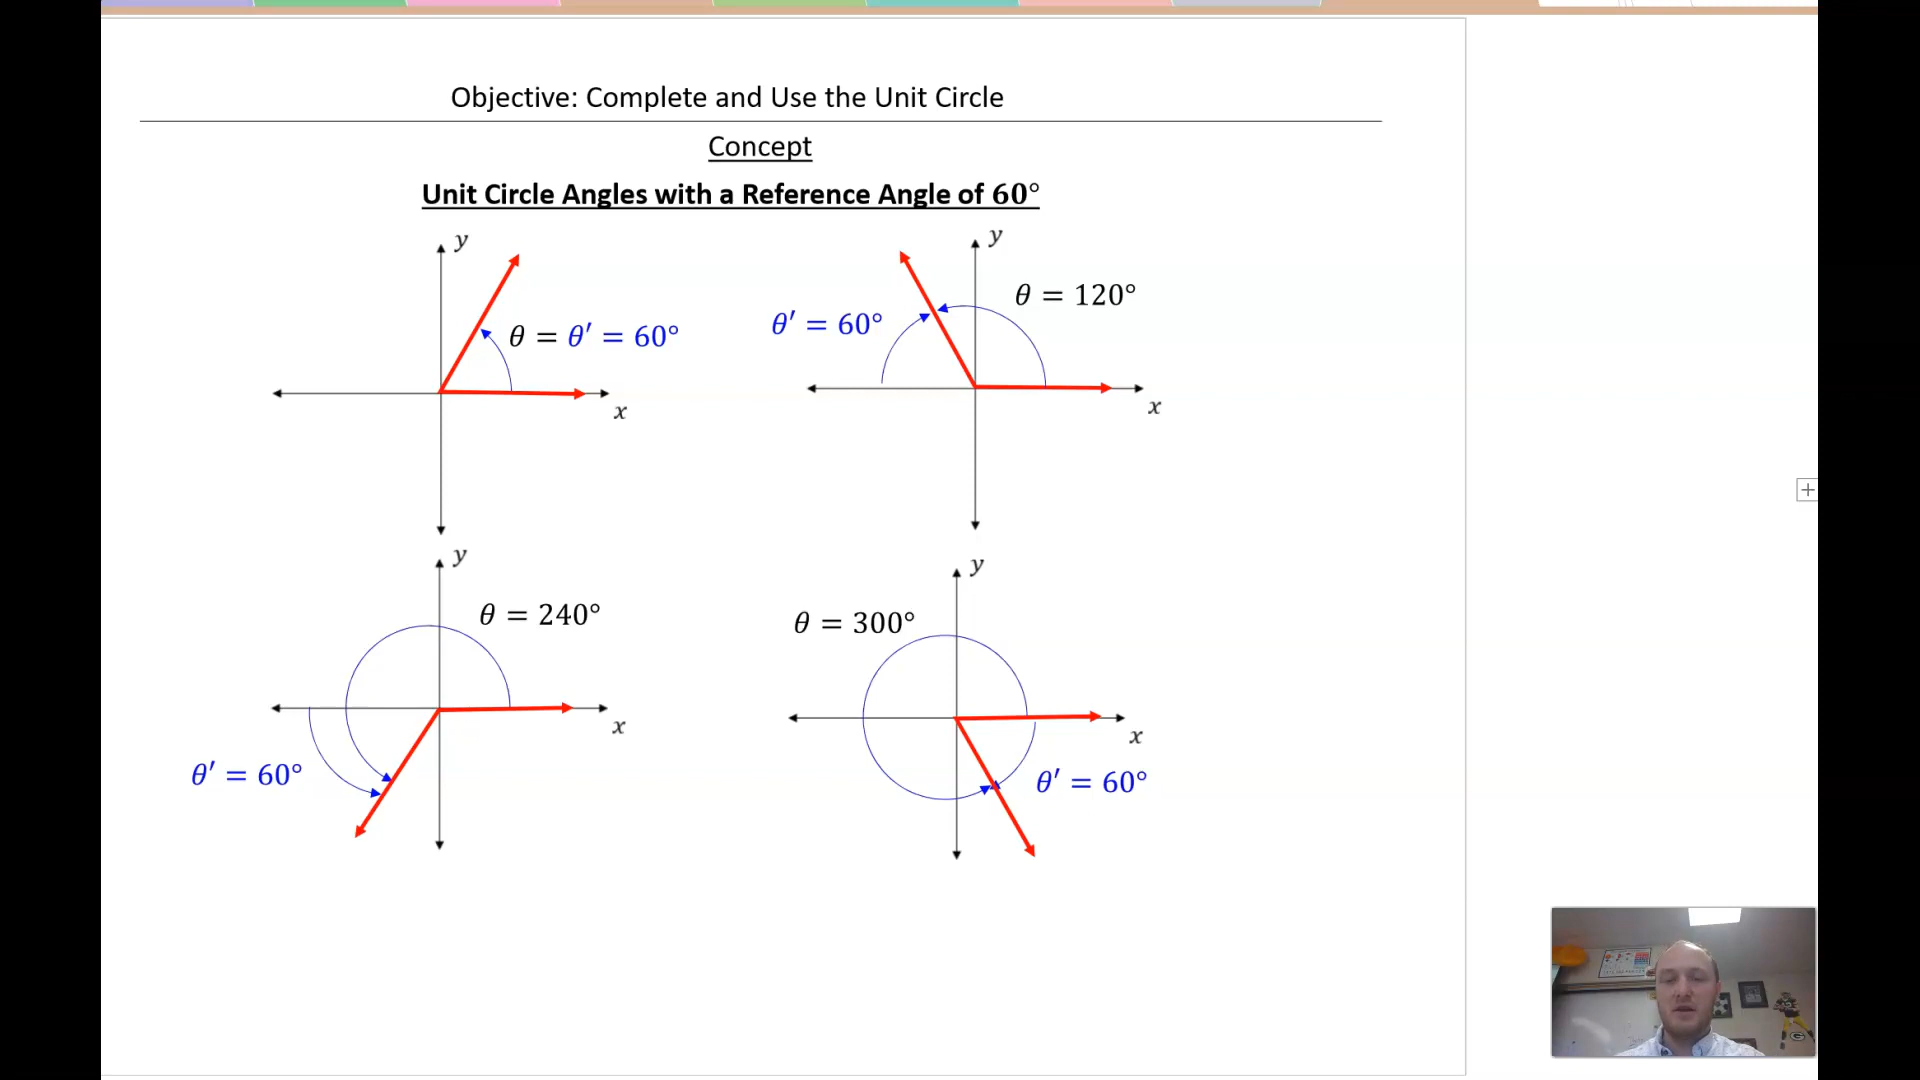 Objective: Complete and Use the Unit Circle
Concept
Unit Circle Angles with a Reference Angle of 60°
y
θ = θ′ = 60°
x
y
θ = 120°
θ′ = 60°
x
y
θ = 240°
x
θ′ = 60°
y
θ = 300°
x
θ′ = 60°
G